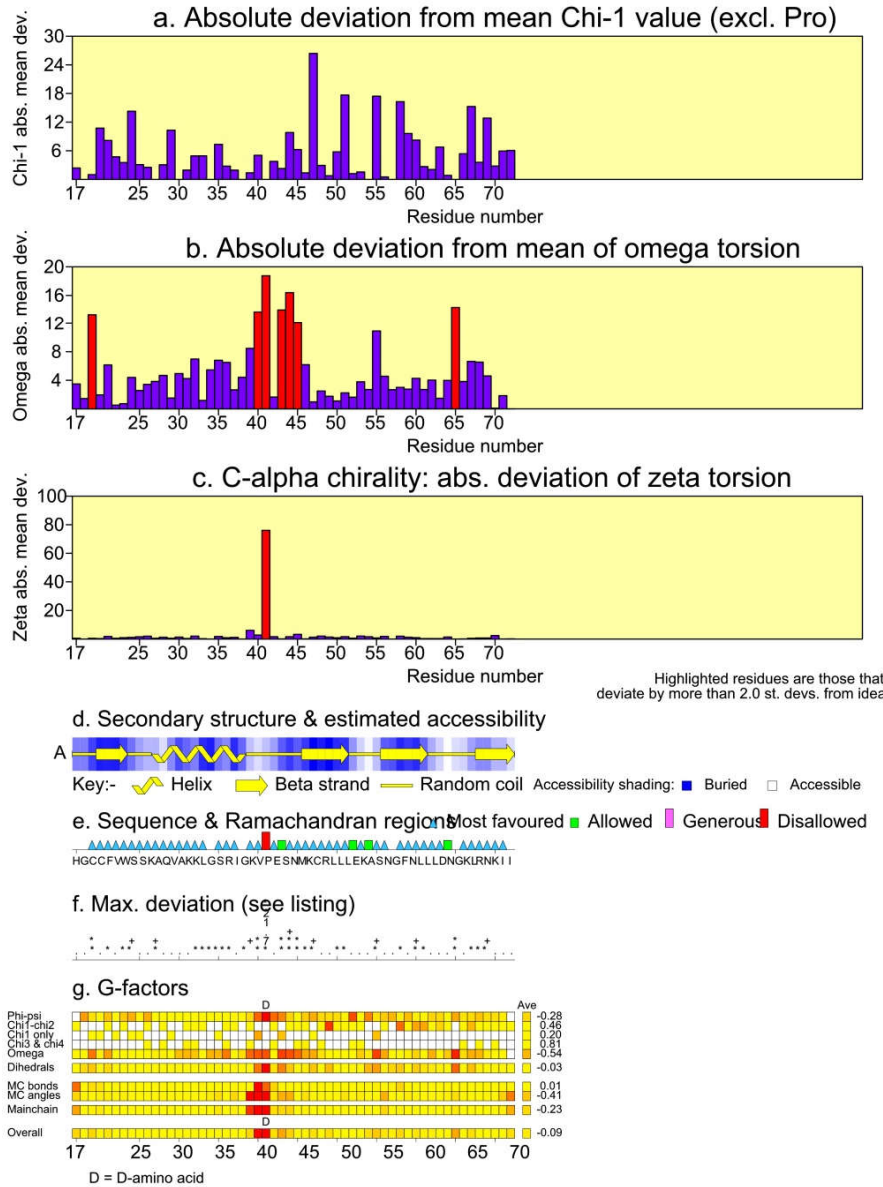 a. Absolute deviation from mean Chi-1 value (excl. Pro)
Chi-1 abs. mean dev.
30
24
18
12
6
17 25 30 35 40 45 50 55 60 65 70
Residue number
b. Absolute deviation from mean of omega torsion
Omega abs. mean dev.
20
16
12
8
4
17 25 30 35 40 45 50 55 60 65 70
Residue number
c. C-alpha chirality: abs. deviation of zeta torsion
Zeta abs. mean dev.
100
80
60
40
20
17 25 30 35 40 45 50 55 60 65 70
Residue number
Highlighted residues are those that
deviate by more than 2.0 st. devs. from idea
d. Secondary structure & estimated accessibility
A
Key:- Helix Beta strand Random coil Accessibility shading: Buried Accessible
e. Sequence & Ramachandran regions Most favoured Allowed Generous Disallowed
HGCCFVWSSKAQVAKKLGSRIGKVPESNMKCRLLLEKASNGFNLLLDNGKLRNKII
f. Max. deviation (see listing)
g. G-factors
D Ave
Phi-psi -0.28
Chi1-chi2 0.46
Chi1 only 0.20
Chi3 & chi4 0.81
Omega -0.54
Dihedrals -0.03
MC bonds 0.01
MC angles -0.41
Mainchain -0.23
D
Overall -0.09
17 25 30 35 40 45 50 55 60 65 70
D = D-amino acid